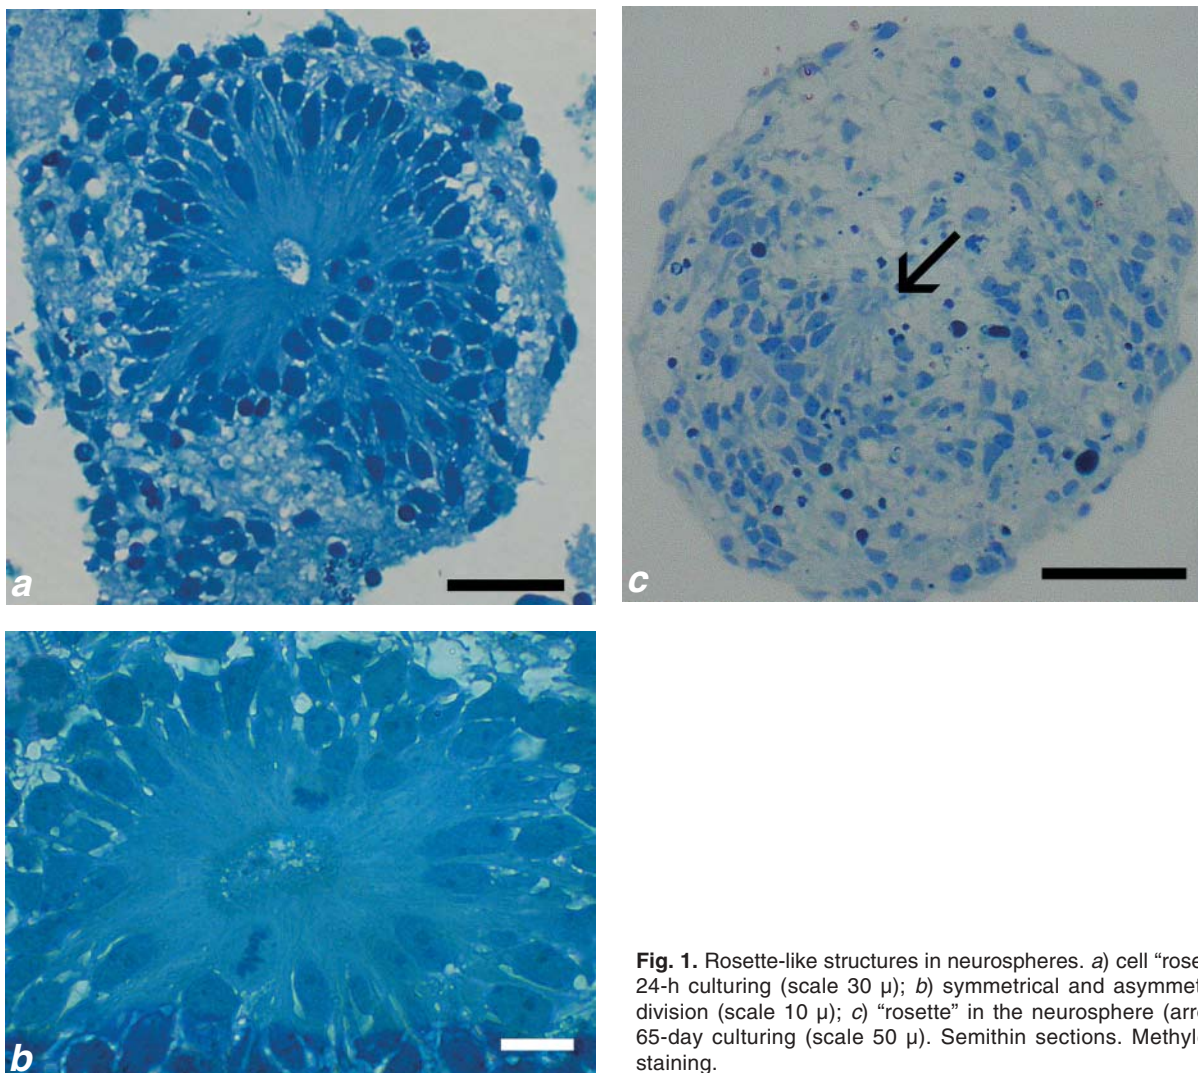 a
c
b
Fig. 1. Rosette-like structures in neurospheres. a) cell
24-h culturing (scale 30 μ); b) symmetrical and
division (scale 10 μ); c) “rosette” in the neurosphere
65-day culturing (scale 50 μ). Semithin sections.
staining.